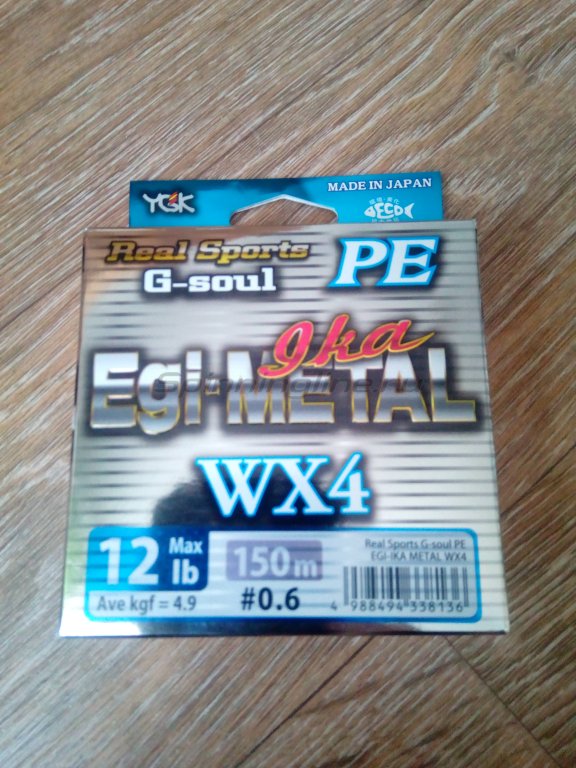 YGK
MADE IN JAPAN
ECO
Real Sports
G-soul
PE
Ika
Egi-METAL
WX4
12 Max lb
Ave kgf = 4.9
150m
#0.6
Real Sports G-soul PE
EGI-IKA METAL WX4
4 988494 338136